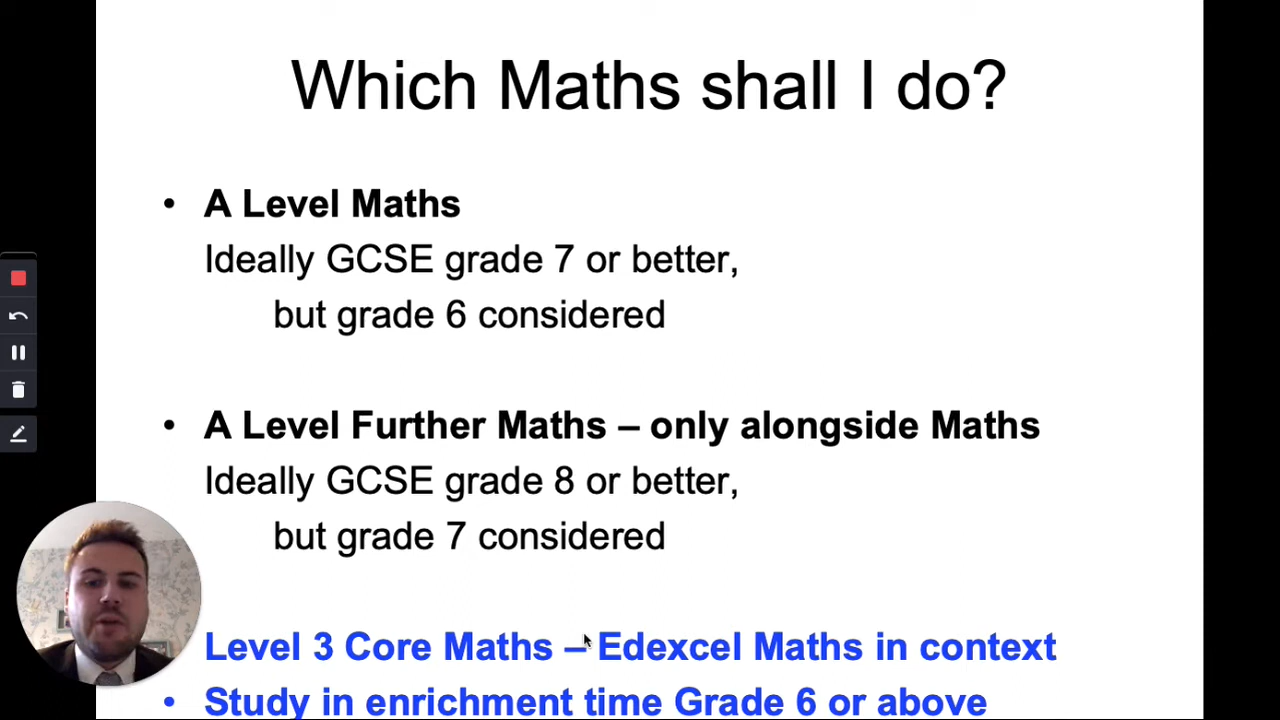 Which Maths shall I do?
• A Level Maths
Ideally GCSE grade 7 or better,
but grade 6 considered
• A Level Further Maths – only alongside Maths
Ideally GCSE grade 8 or better,
but grade 7 considered
Level 3 Core Maths – Edexcel Maths in context
• Study in enrichment time Grade 6 or above